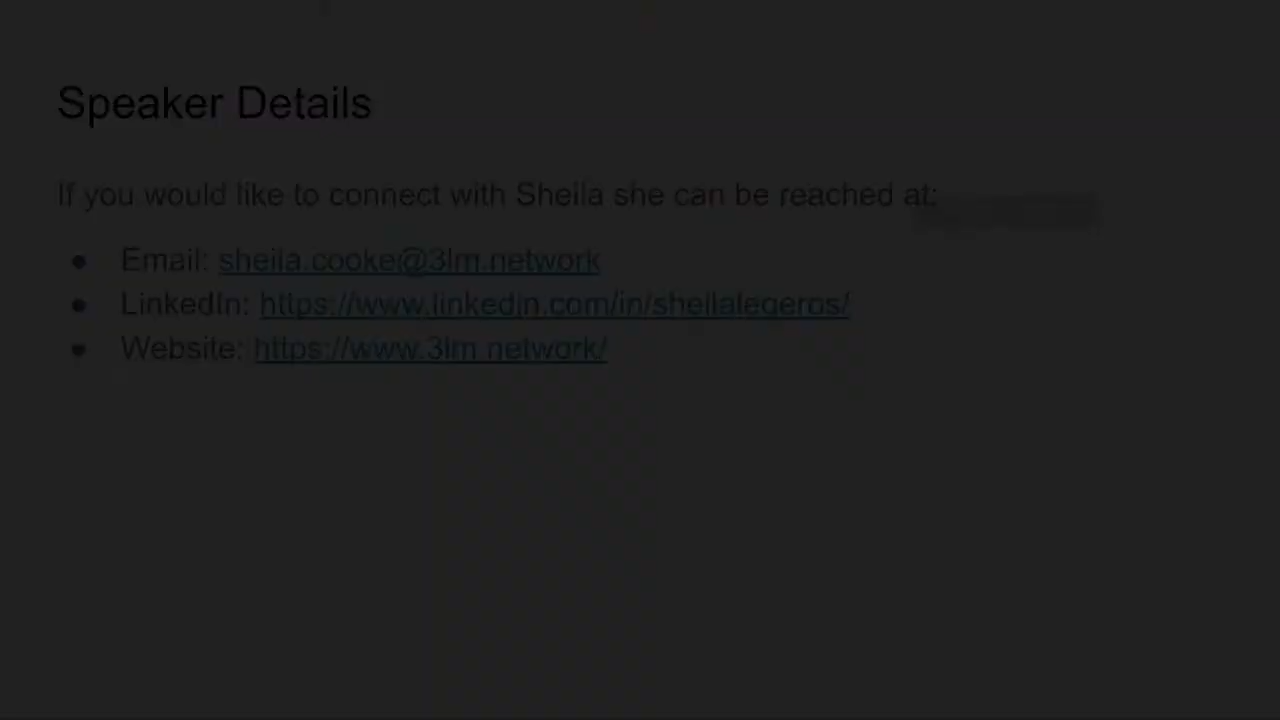 Speaker Details
If you would like to connect with Sheila she can be reached at:
● Email: sheila.cooke@3lm.network
● LinkedIn: https://www.linkedin.com/in/sheilalegeros/
● Website: https://www.3lm.network/